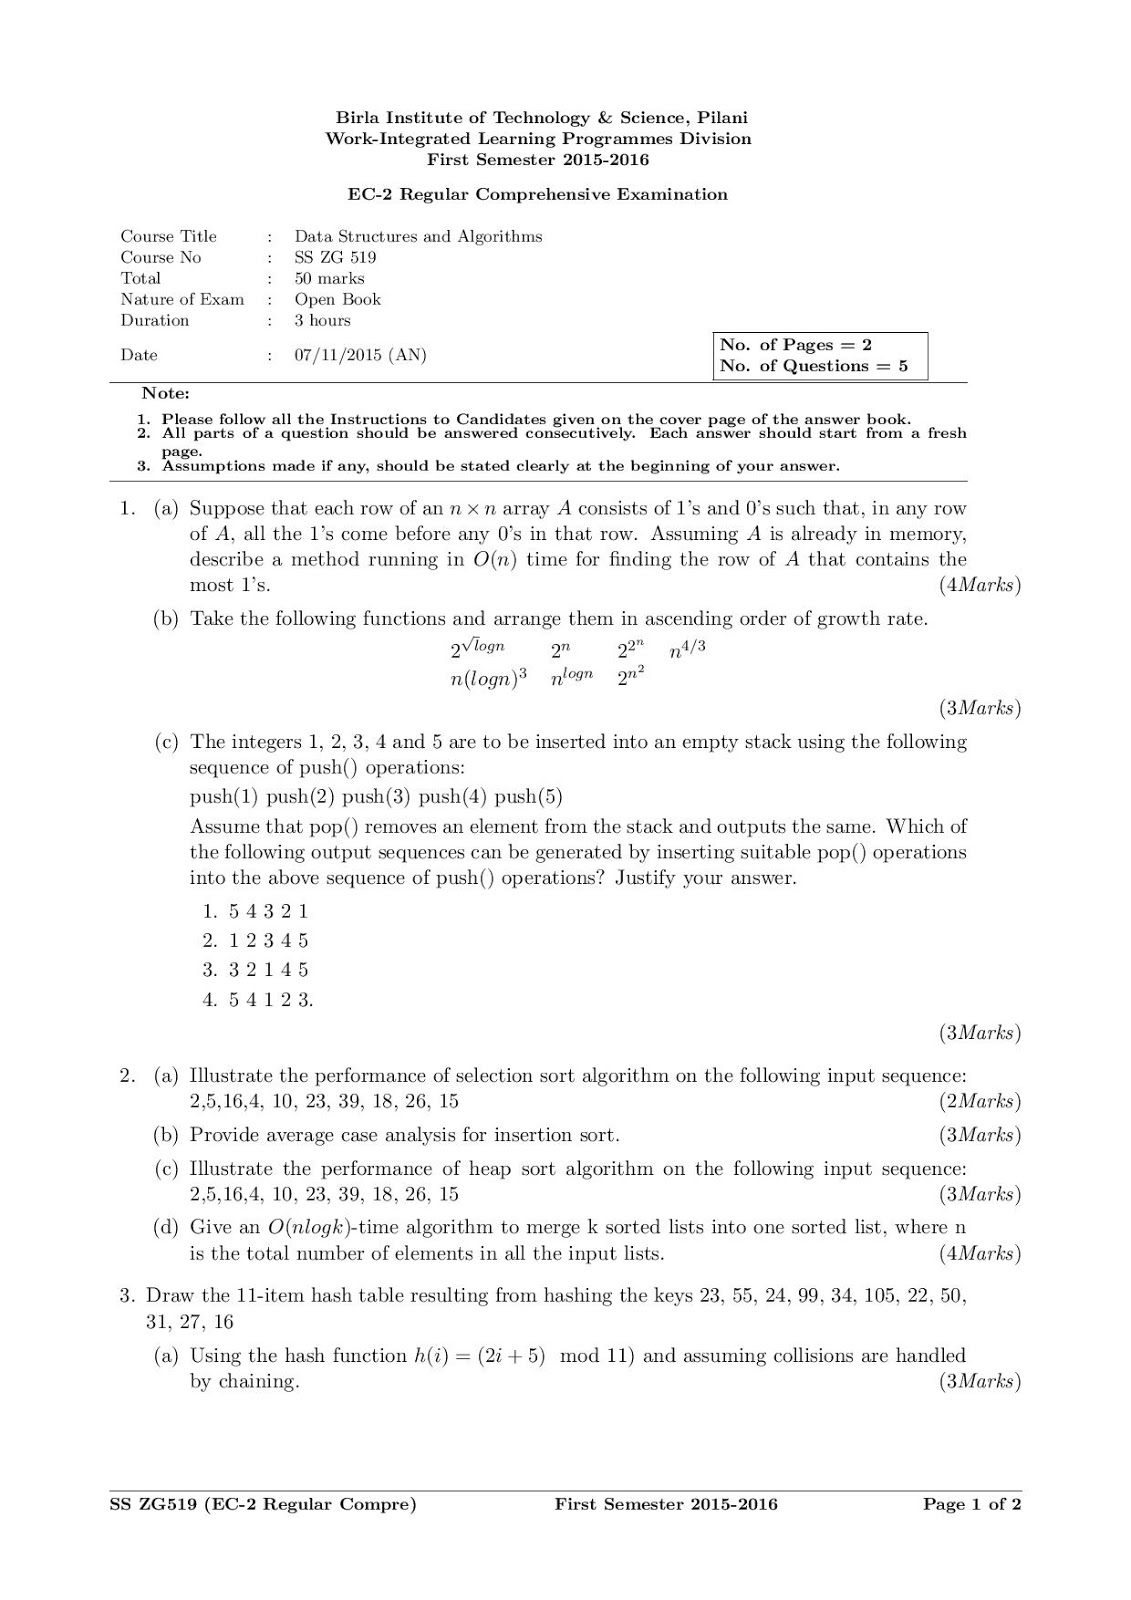 Birla Institute of Technology & Science, Pilani
Work-Integrated Learning Programmes Division
First Semester 2015-2016
EC-2 Regular Comprehensive Examination
Course Title : Data Structures and Algorithms
Course No : SS ZG 519
Total : 50 marks
Nature of Exam : Open Book
Duration : 3 hours
Date : 07/11/2015 (AN)
No. of Pages = 2
No. of Questions = 5
Note:
1. Please follow all the Instructions to Candidates given on the cover page of the answer book.
2. All parts of a question should be answered consecutively. Each answer should start from a fresh
page.
3. Assumptions made if any, should be stated clearly at the beginning of your answer.
1. (a) Suppose that each row of an n × n array A consists of 1's and 0's such that, in any row
of A, all the 1's come before any 0's in that row. Assuming A is already in memory,
describe a method running in O(n) time for finding the row of A that contains the
most 1's. (4Marks)
(b) Take the following functions and arrange them in ascending order of growth rate.
2^{√logn} 2^n 2^{2^n} n^{4/3}
n(logn)^3 n^{logn} 2^{n^2}
(3Marks)
(c) The integers 1, 2, 3, 4 and 5 are to be inserted into an empty stack using the following
sequence of push() operations:
push(1) push(2) push(3) push(4) push(5)
Assume that pop() removes an element from the stack and outputs the same. Which of
the following output sequences can be generated by inserting suitable pop() operations
into the above sequence of push() operations? Justify your answer.
1. 5 4 3 2 1
2. 1 2 3 4 5
3. 3 2 1 4 5
4. 5 4 1 2 3.
(3Marks)
2. (a) Illustrate the performance of selection sort algorithm on the following input sequence:
2,5,16,4, 10, 23, 39, 18, 26, 15 (2Marks)
(b) Provide average case analysis for insertion sort. (3Marks)
(c) Illustrate the performance of heap sort algorithm on the following input sequence:
2,5,16,4, 10, 23, 39, 18, 26, 15 (3Marks)
(d) Give an O(nlogk)-time algorithm to merge k sorted lists into one sorted list, where n
is the total number of elements in all the input lists. (4Marks)
3. Draw the 11-item hash table resulting from hashing the keys 23, 55, 24, 99, 34, 105, 22, 50,
31, 27, 16
(a) Using the hash function h(i) = (2i + 5) mod 11) and assuming collisions are handled
by chaining. (3Marks)
SS ZG519 (EC-2 Regular Compre) First Semester 2015-2016 Page 1 of 2